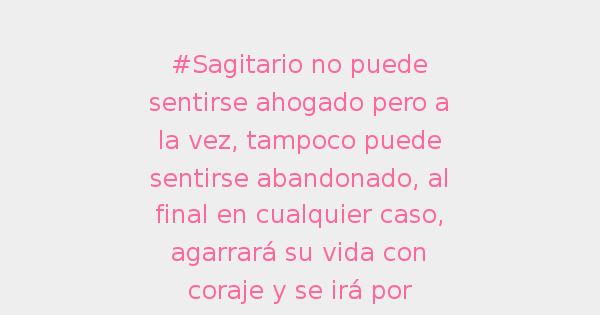 #Sagitario no puede
sentirse ahogado pero a
la vez, tampoco puede
sentirse abandonado, al
final en cualquier caso,
agarrará su vida con
coraje y se irá por